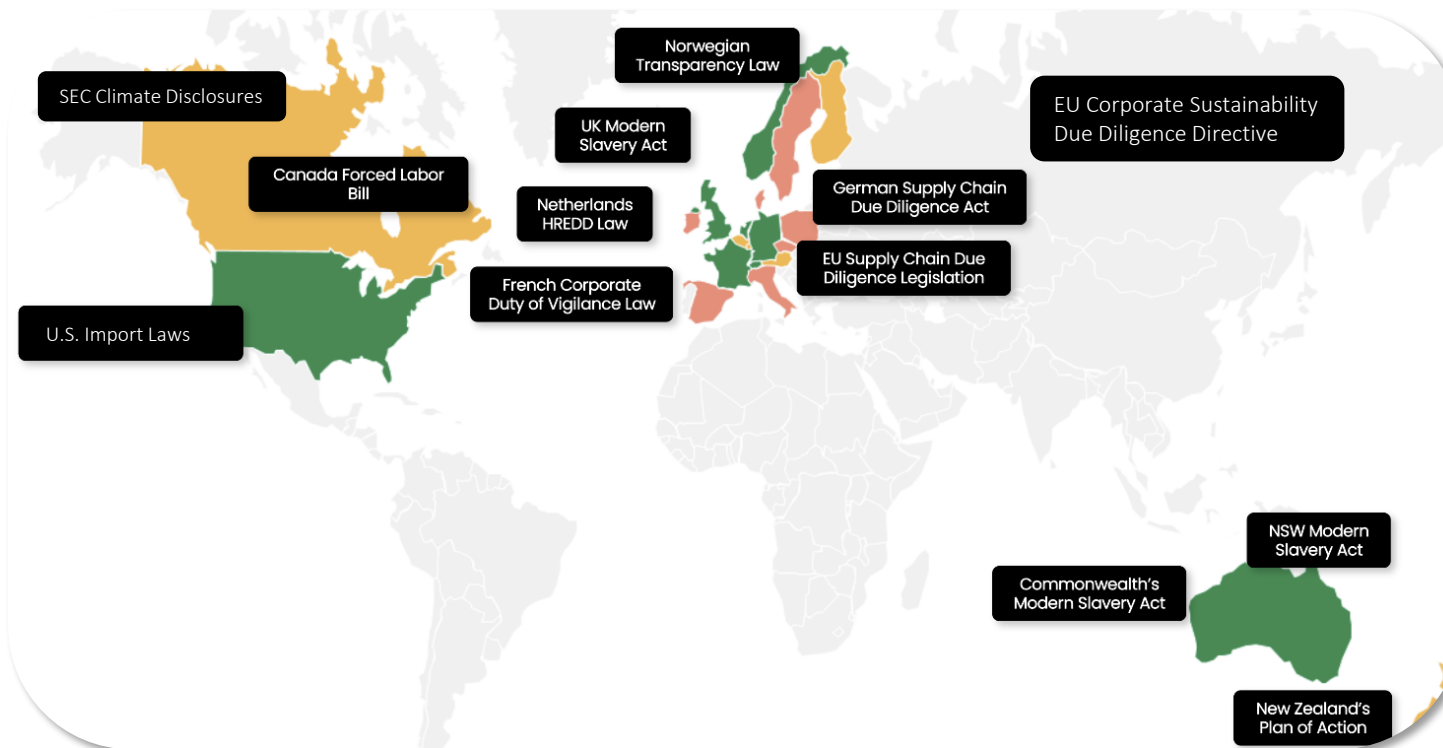 Norwegian
Transparency Law
SEC Climate Disclosures
EU Corporate Sustainability
Due Diligence Directive
UK Modern
Slavery Act
Canada Forced Labor
Bill
German Supply Chain
Due Diligence Act
Netherlands
HREDD Law
EU Supply Chain Due
Diligence Legislation
French Corporate
Duty of Vigilance Law
U.S. Import Laws
NSW Modern
Slavery Act
Commonwealth’s
Modern Slavery Act
New Zealand’s
Plan of Action